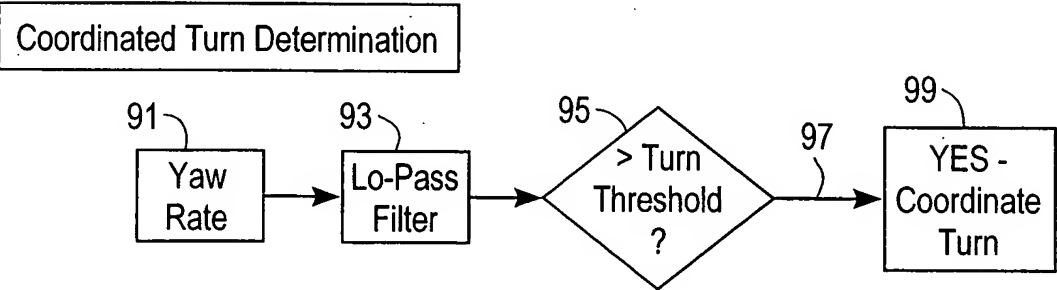 Coordinated Turn Determination
91
Yaw
Rate
93
Lo-Pass
Filter
95
> Turn
Threshold
?
97
99
YES -
Coordinate
Turn